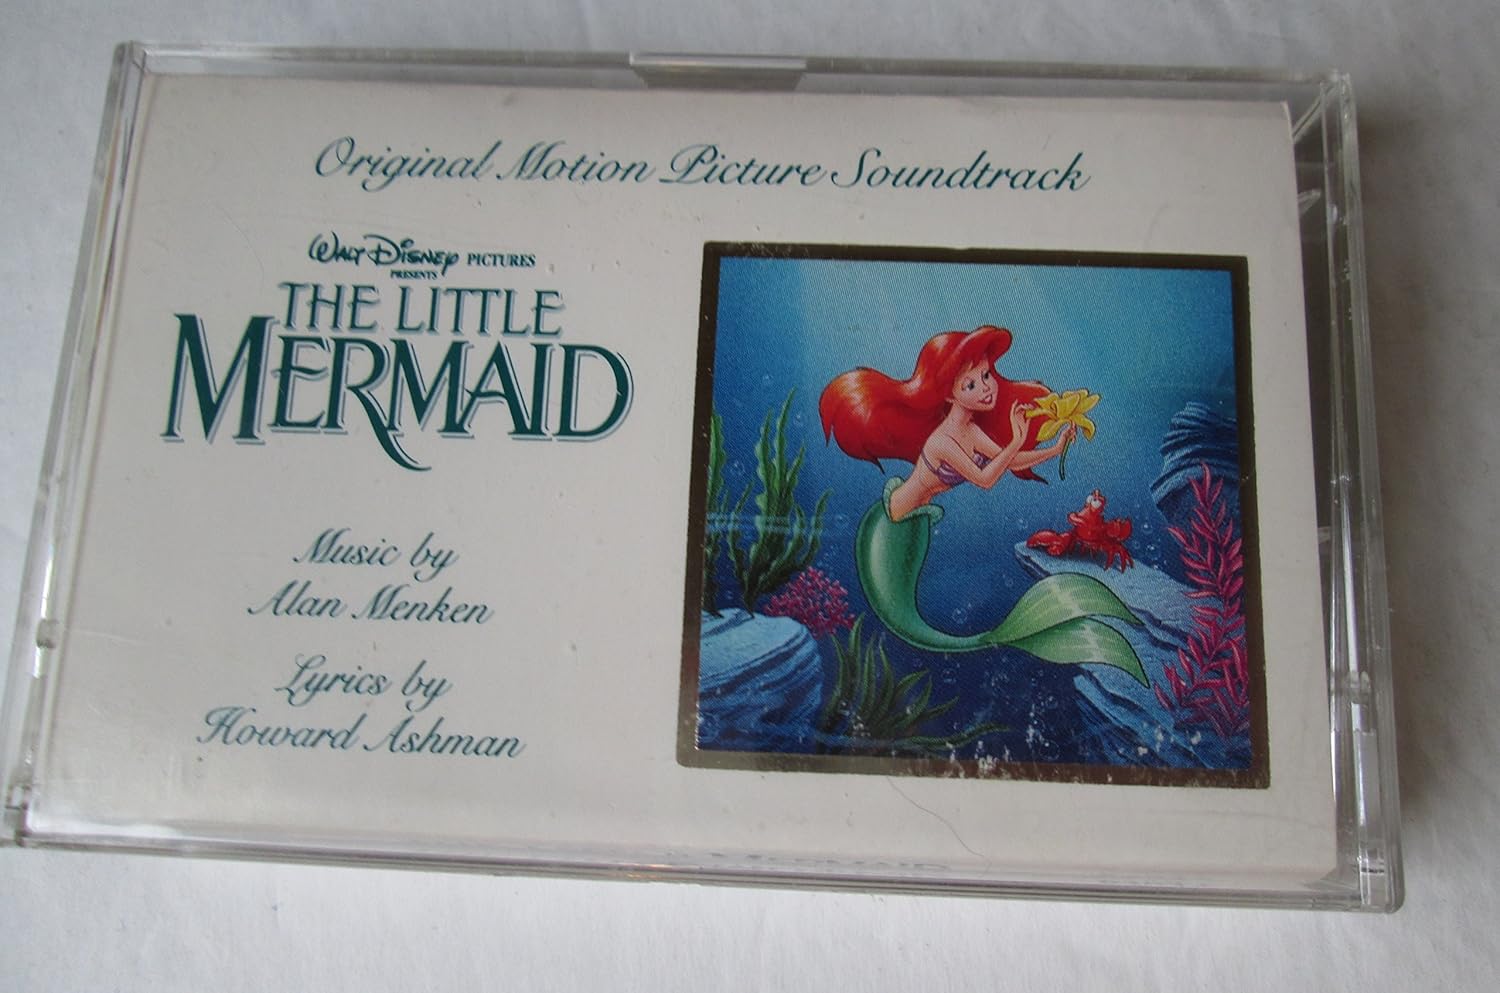 Original Motion Picture Soundtrack
Walt Disney PICTURES
PRESENTS
THE LITTLE
MERMAID
Music by
Alan Menken
Lyrics by
Howard Ashman
MERMAID